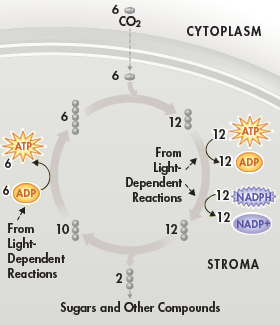 6
CO2
CYTOPLASM
6
6
12
12
ATP
6
6
ADP
From
Light-
Dependent
Reactions
From
Light-
Dependent
Reactions
12
ATP
12
ADP
12
NADPH
12
NADP+
10
12
STROMA
2
Sugars and Other Compounds